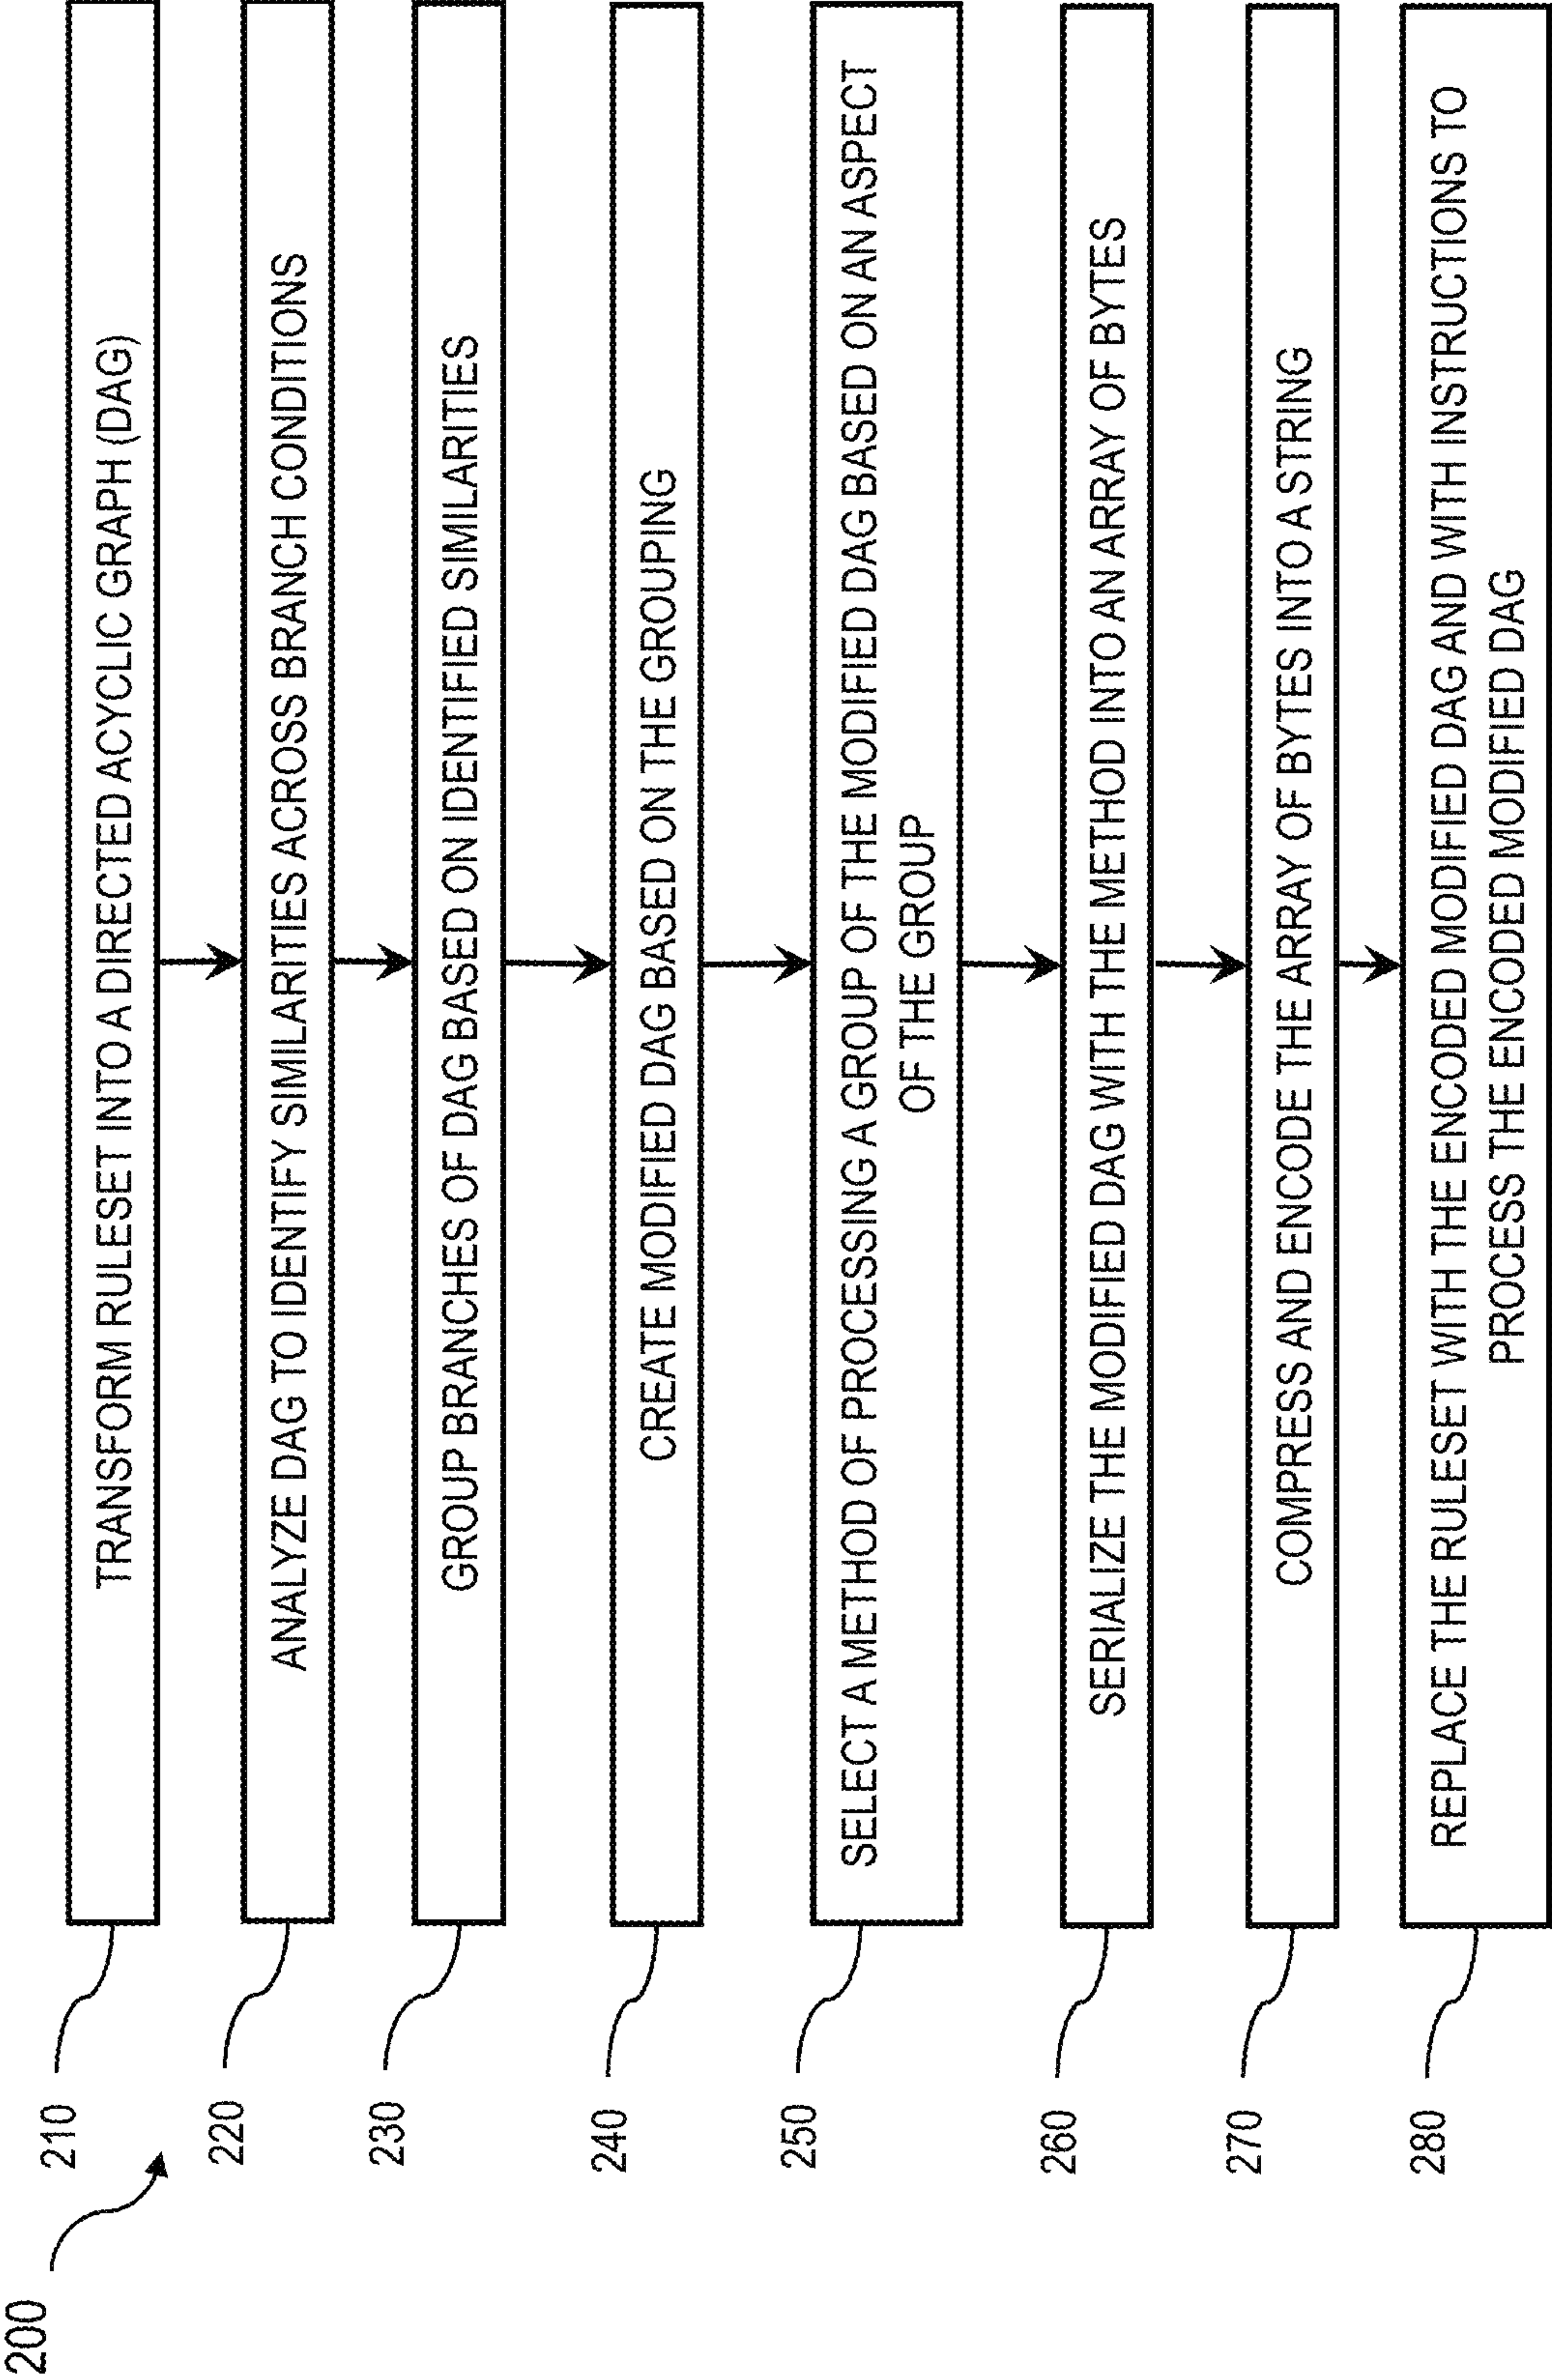 200
210
TRANSFORM RULESET INTO A DIRECTED ACYCLIC GRAPH (DAG)
220
ANALYZE DAG TO IDENTIFY SIMILARITIES ACROSS BRANCH CONDITIONS
230
GROUP BRANCHES OF DAG BASED ON IDENTIFIED SIMILARITIES
240
CREATE MODIFIED DAG BASED ON THE GROUPING
250
SELECT A METHOD OF PROCESSING A GROUP OF THE MODIFIED DAG BASED ON AN ASPECT
OF THE GROUP
260
SERIALIZE THE MODIFIED DAG WITH THE METHOD INTO AN ARRAY OF BYTES
270
COMPRESS AND ENCODE THE ARRAY OF BYTES INTO A STRING
280
REPLACE THE RULESET WITH THE ENCODED MODIFIED DAG AND WITH INSTRUCTIONS TO
PROCESS THE ENCODED MODIFIED DAG